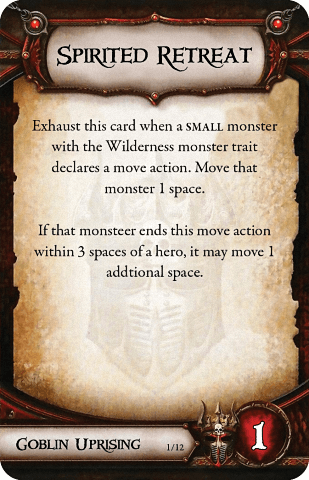 Spirited Retreat
Exhaust this card when a small monster
with the Wilderness monster trait
declares a move action. Move that
monster 1 space.
If that monsteer ends this move action
within 3 spaces of a hero, it may move 1
addtional space.
Goblin Uprising 1/12 1